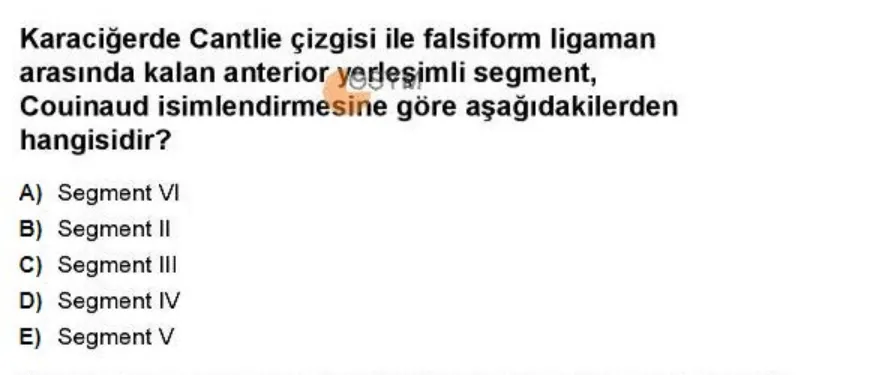 Karaciğerde Cantlie çizgisi ile falsiform ligaman
arasında kalan anterior yerleşimli segment,
ÖSYM
Couinaud isimlendirmesine göre aşağıdakilerden
hangisidir?
A) Segment VI
B) Segment II
C) Segment III
D) Segment IV
E) Segment V